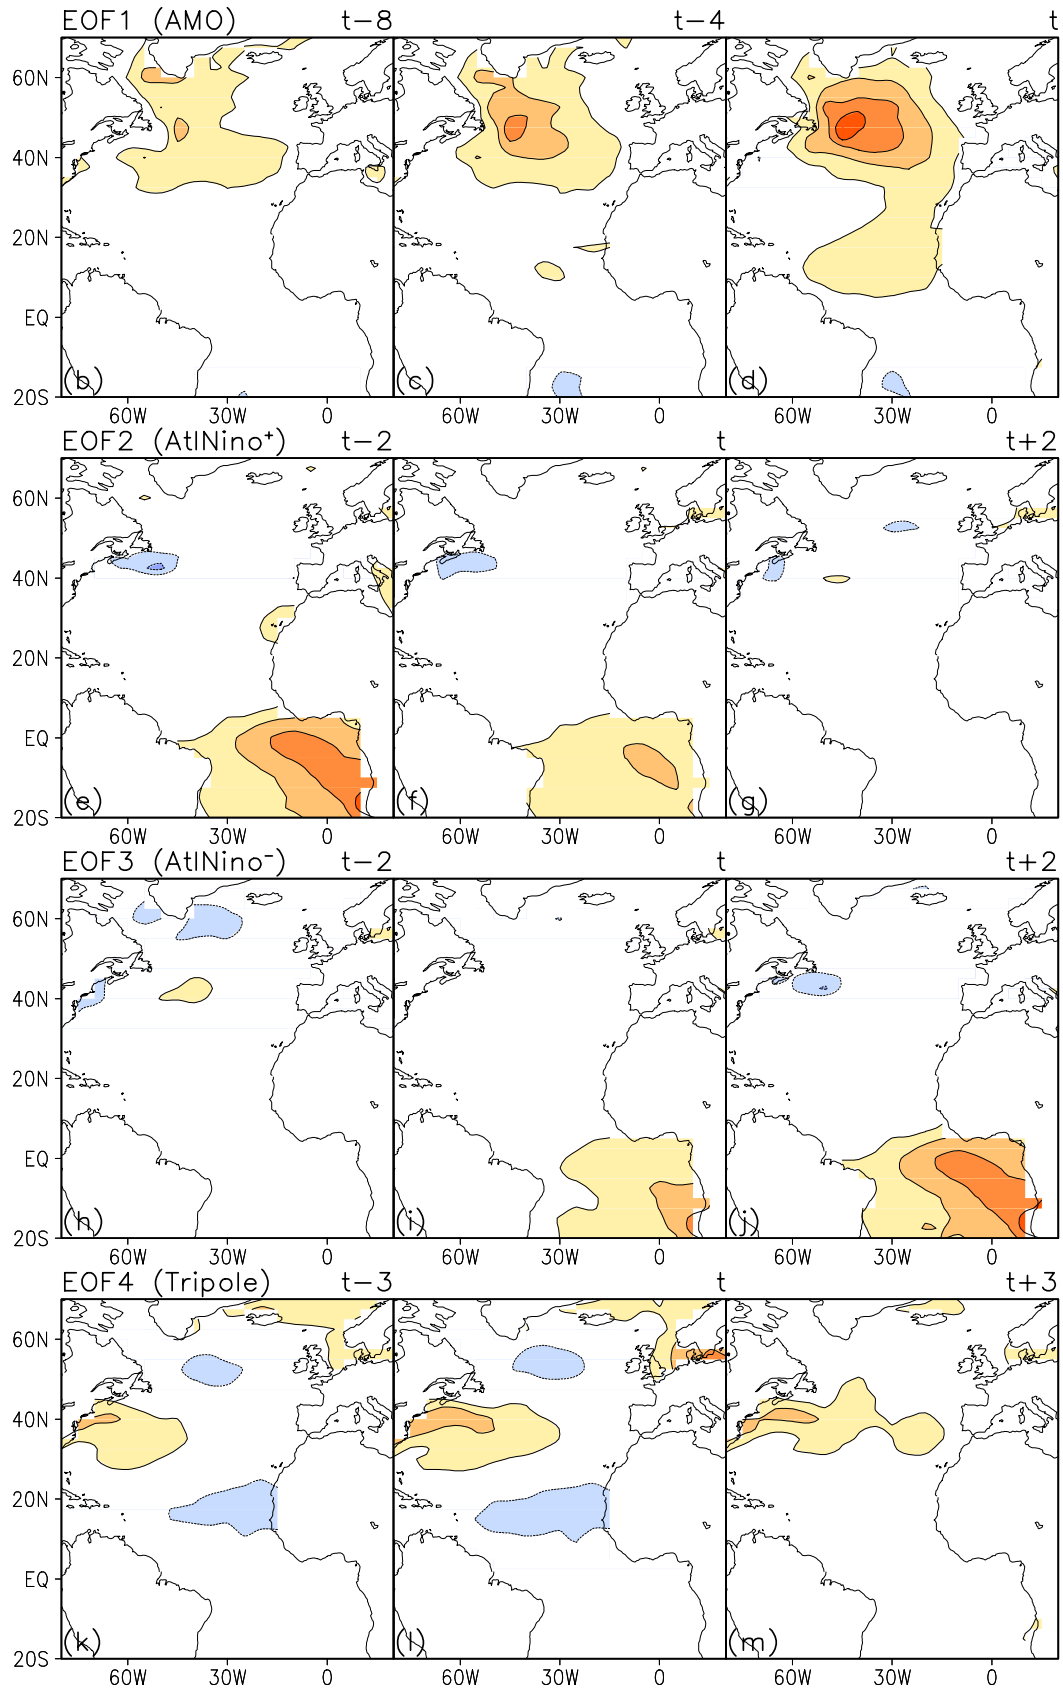 EOF1 (AMO) t−8 t−4 t
60N
40N
20N
EQ
20S
(b) (c) (d)
60W 30W 0 60W 30W 0 60W 30W 0
EOF2 (AtlNino⁺) t−2 t t+2
60N
40N
20N
EQ
20S
(e) (f) (g)
60W 30W 0 60W 30W 0 60W 30W 0
EOF3 (AtlNino⁻) t−2 t t+2
60N
40N
20N
EQ
20S
(h) (i) (j)
60W 30W 0 60W 30W 0 60W 30W 0
EOF4 (Tripole) t−3 t t+3
60N
40N
20N
EQ
20S
(k) (l) (m)
60W 30W 0 60W 30W 0 60W 30W 0